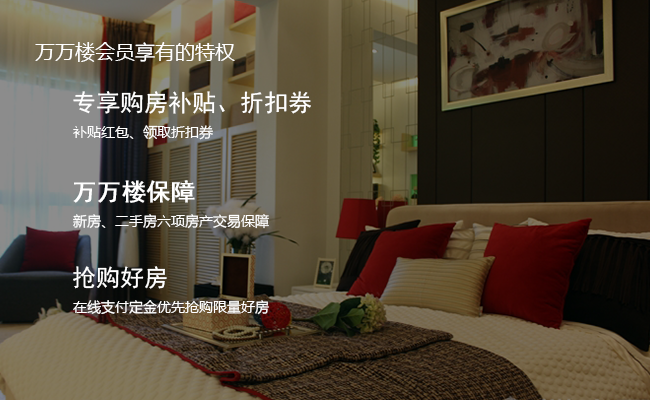 万万楼会员享有的特权
专享购房补贴、折扣券
补贴红包、领取折扣券
万万楼保障
新房、二手房六项房产交易保障
抢购好房
在线支付定金优先抢购限量好房